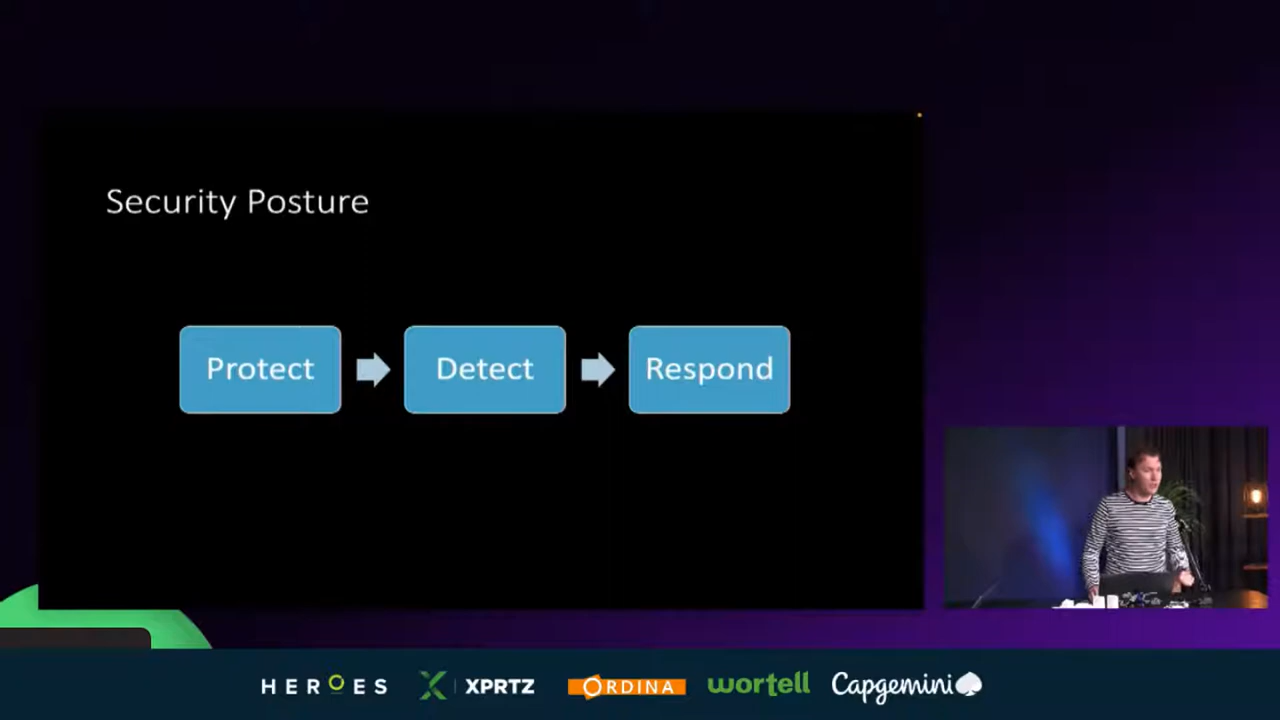 Security Posture
Protect
Detect
Respond
HEROES
XPRTZ
ORDINA
wortell
Capgemini